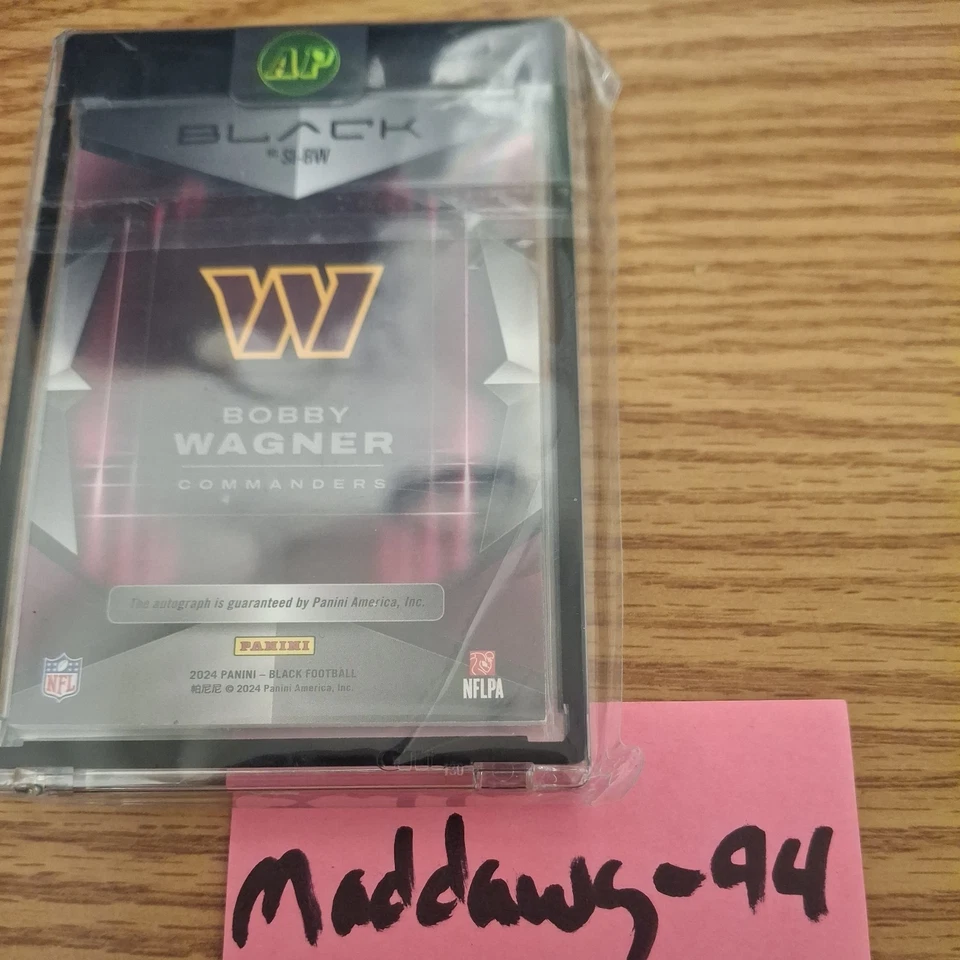 AP
BLACK
NO. SI-BW
W
BOBBY
WAGNER
COMMANDERS
The autograph is guaranteed by Panini America, Inc.
PANINI
2024 PANINI – BLACK FOOTBALL
帕尼尼 © 2024 Panini America, Inc.
NFL
NFLPA
Maddawg-94